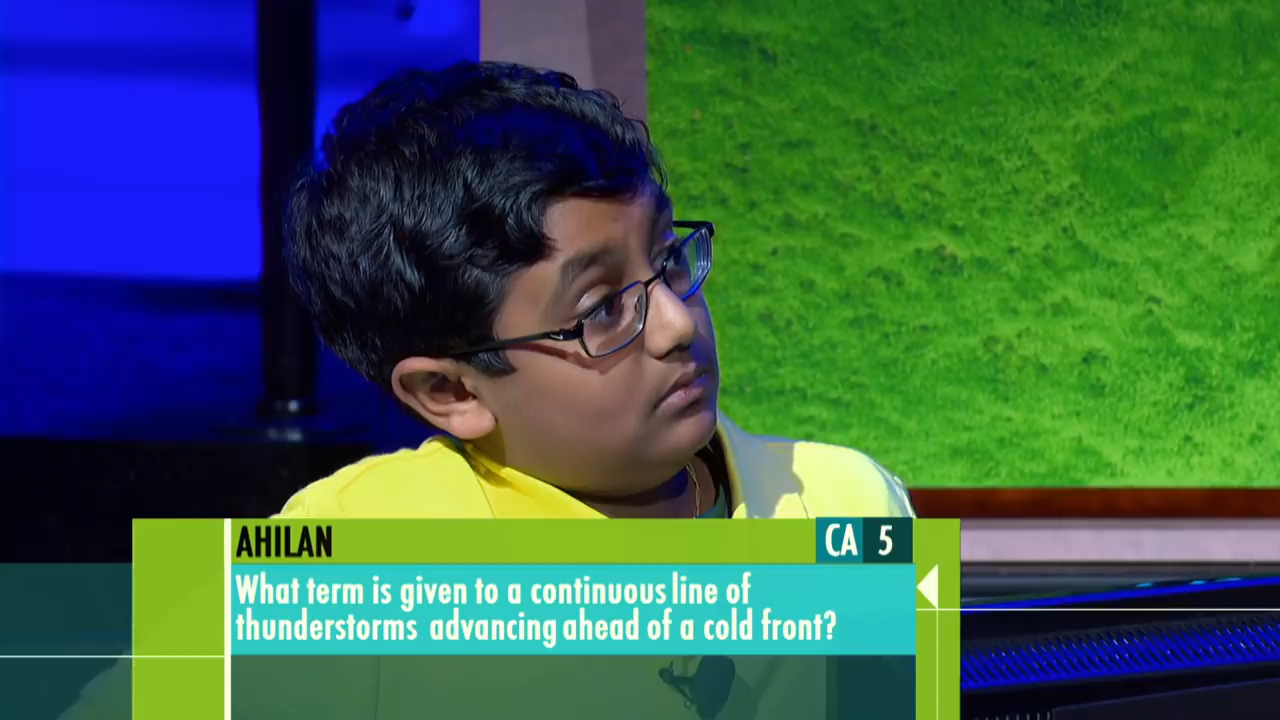 AHILAN CA 5
What term is given to a continuous line of
thunderstorms advancing ahead of a cold front?